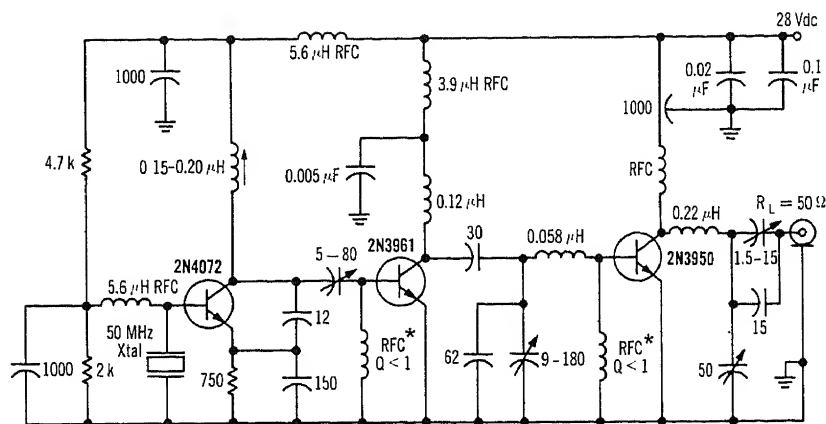 28 Vdc
5.6 μH RFC
1000
3.9 μH RFC
0.02 μF
0.1 μF
1000
4.7 k
0 15–0.20 μH
0.005 μF
RFC
0.12 μH
0.22 μH
R_L = 50 Ω
30
5–80
2N3961
0.058 μH
2N3950
1.5–15
2N4072
5.6 μH RFC
12
15
50 MHz
Xtal
RFC*
Q < 1
62
9–180
RFC*
Q < 1
50
1000
2 k
750
150